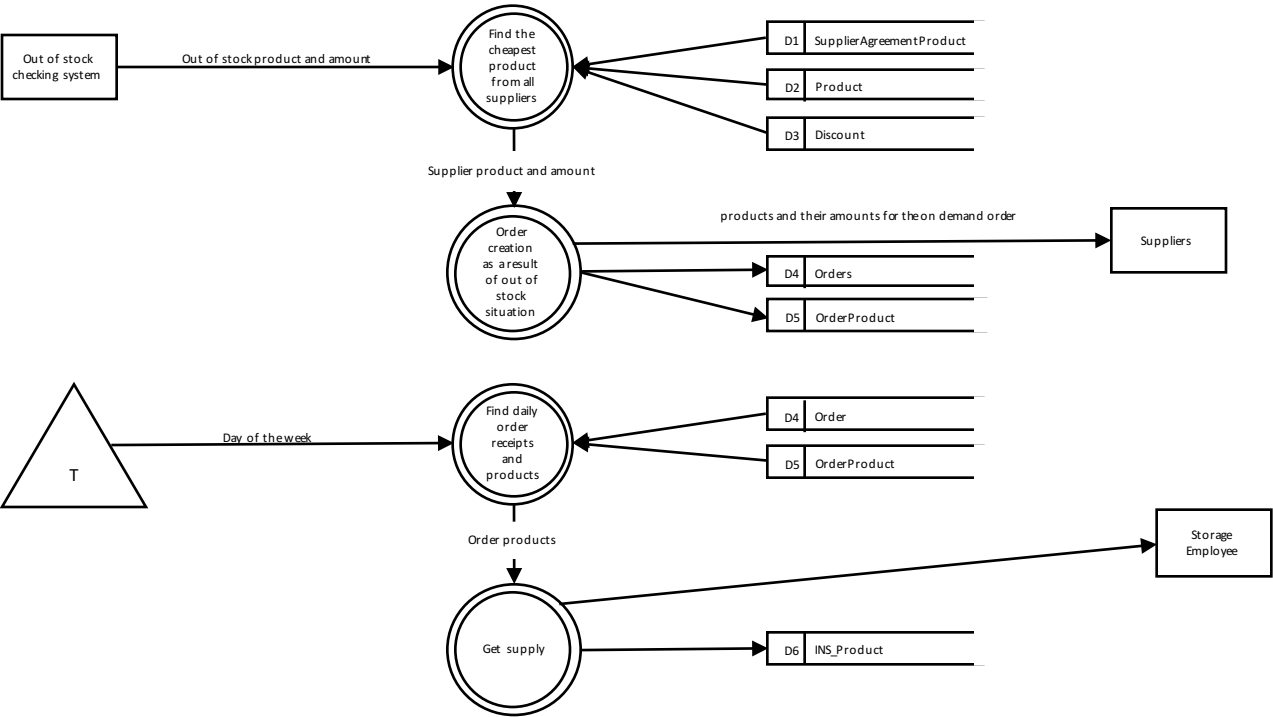 Out of stock
checking system
Out of stock product and amount
Find the
cheapest
product
from all
suppliers
D1 SupplierAgreementProduct
D2 Product
D3 Discount
Supplier product and amount
Order
creation
as a result
of out of
stock
situation
products and their amounts for the on demand order
Suppliers
D4 Orders
D5 OrderProduct
T
Day of the week
Find daily
order
receipts
and
products
D4 Order
D5 OrderProduct
Order products
Storage
Employee
Get supply
D6 INS_Product